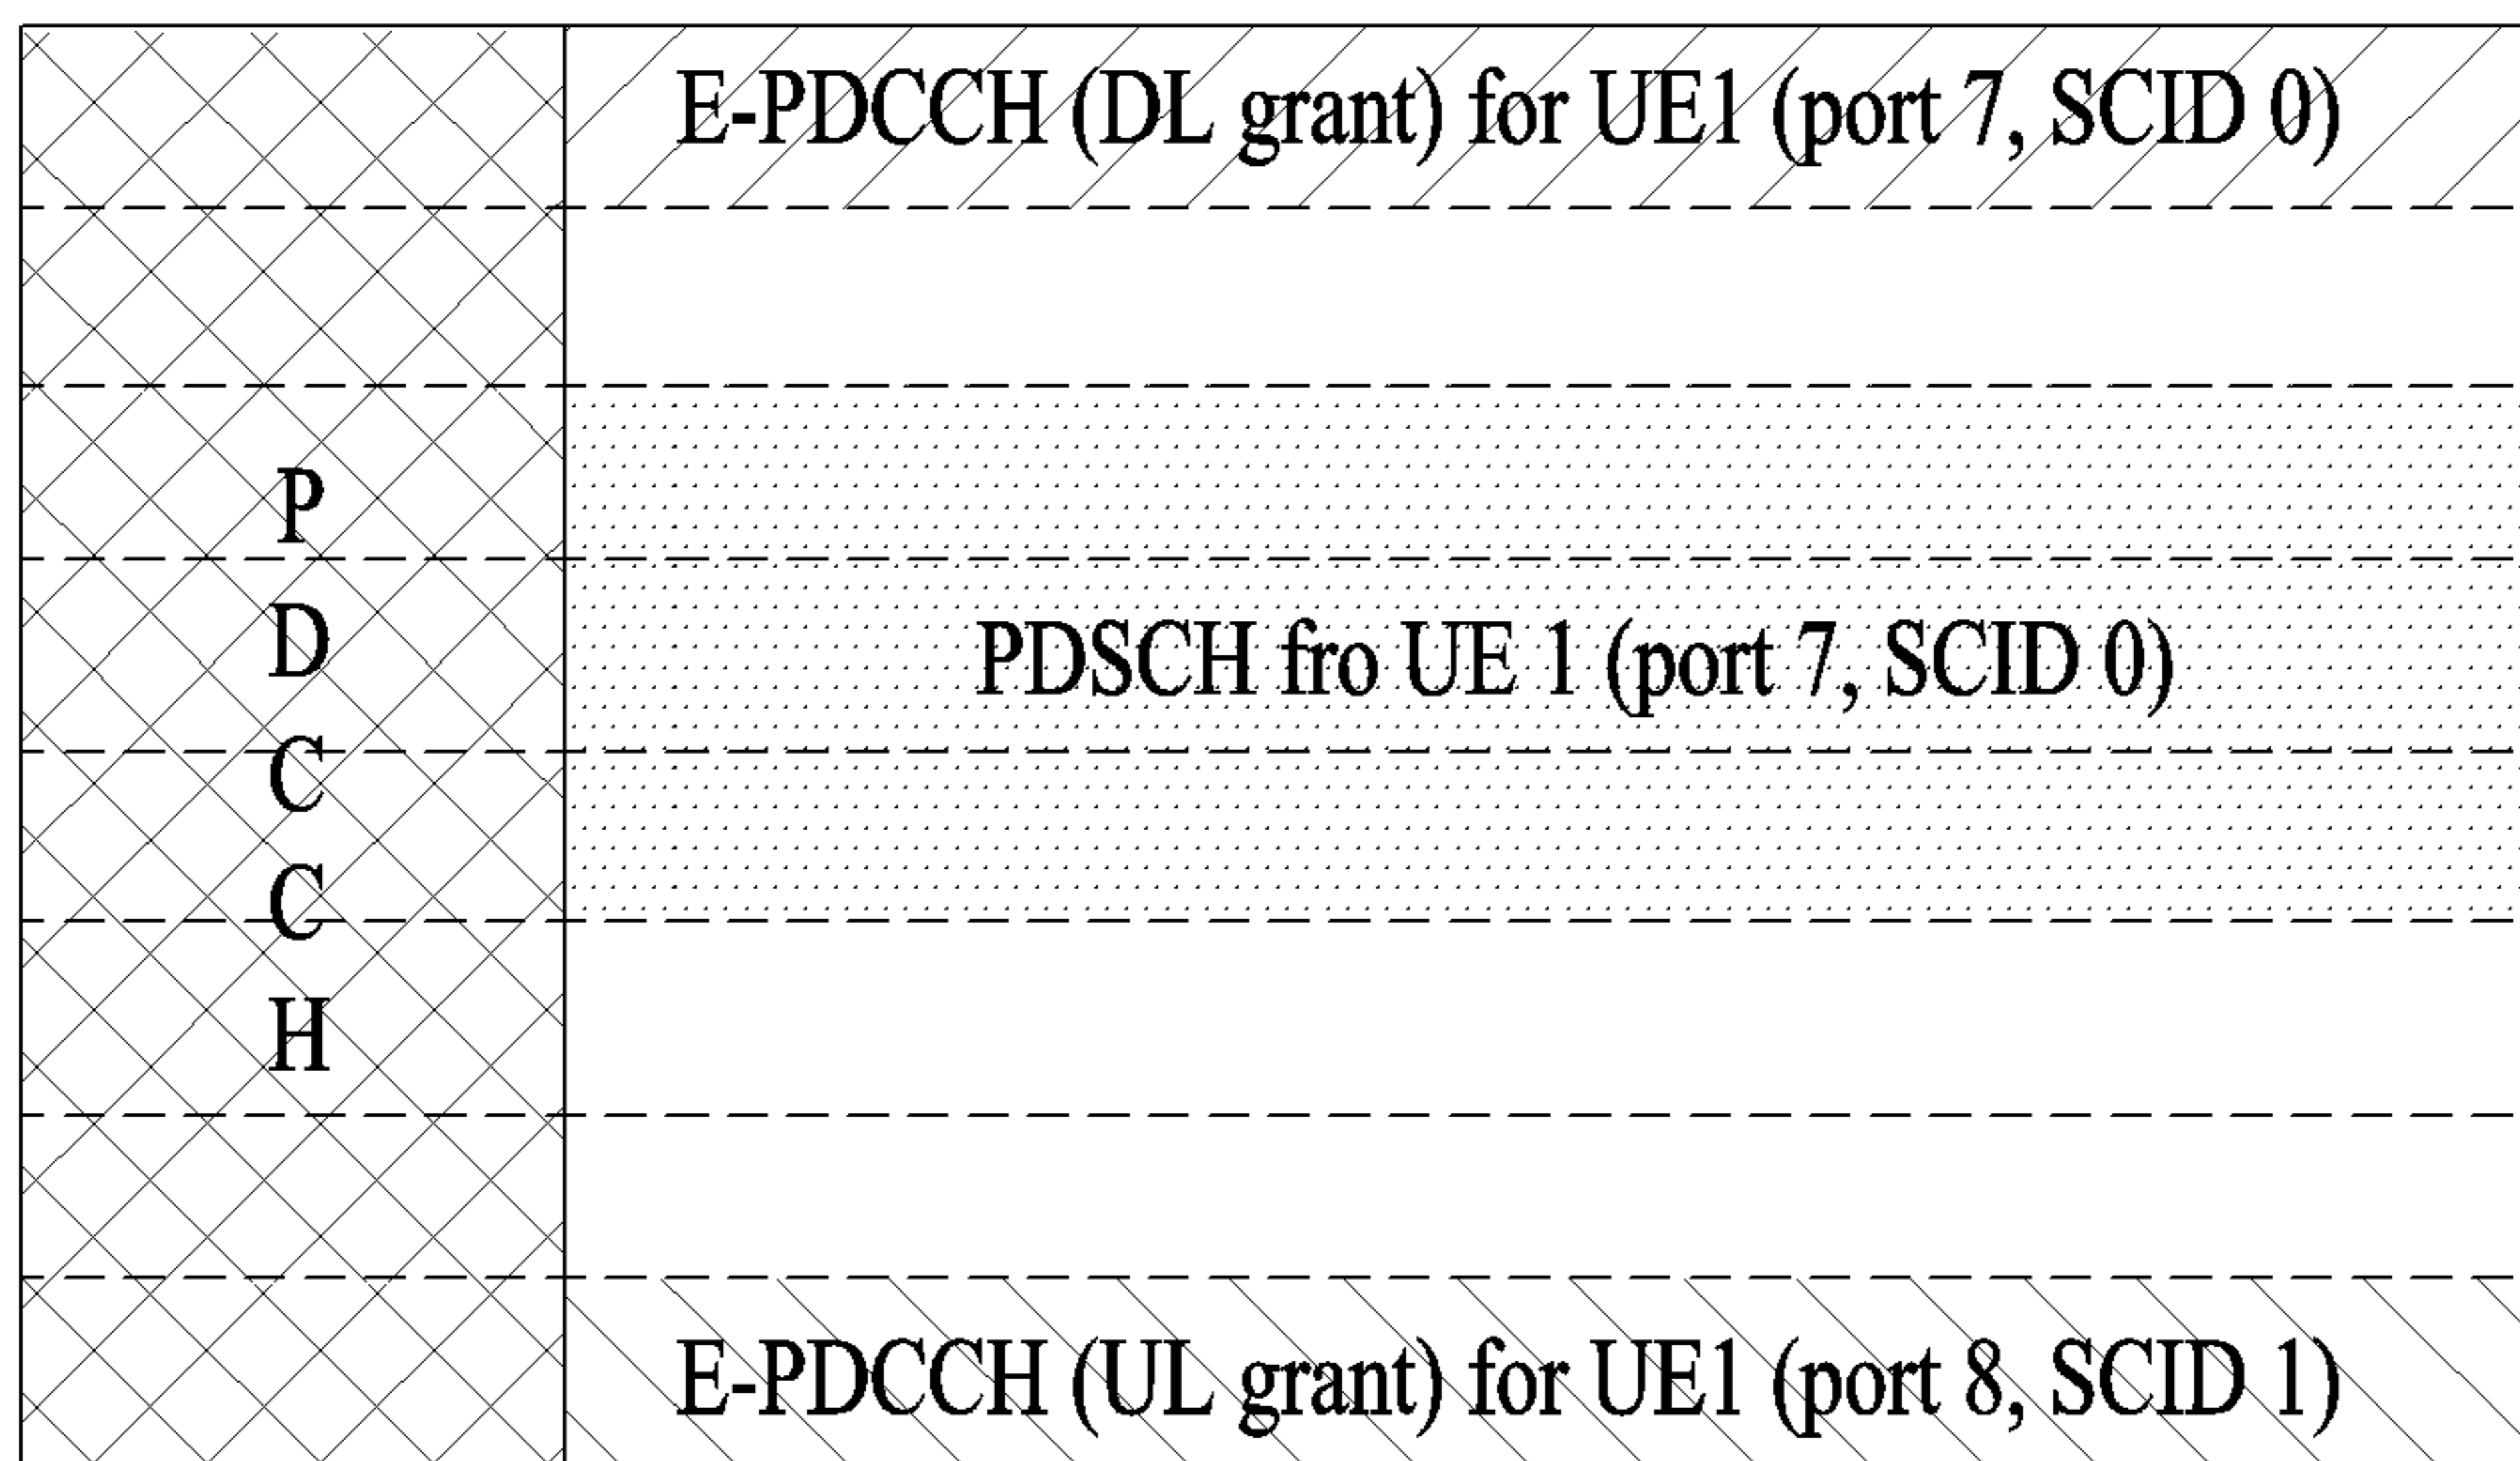 E-PDCCH (DL grant) for UE1 (port 7, SCID 0)
PDCCH
PDSCH fro UE 1 (port 7, SCID 0)
E-PDCCH (UL grant) for UE1 (port 8, SCID 1)